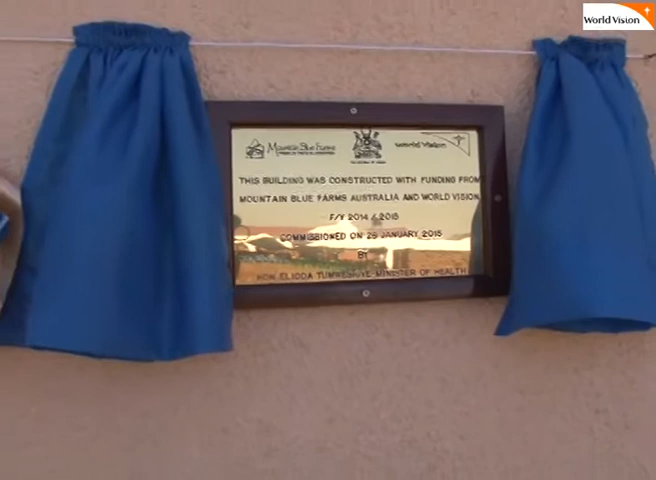 World Vision
Mountain Blue Farms
World Vision
THIS BUILDING WAS CONSTRUCTED WITH FUNDING FROM
MOUNTAIN BLUE FARMS AUSTRALIA AND WORLD VISION
F/Y 2014 / 2015
COMMISSIONED ON 29 JANUARY 2015
BY
HON. ELIODA TUMWESIGYE MINISTER OF HEALTH